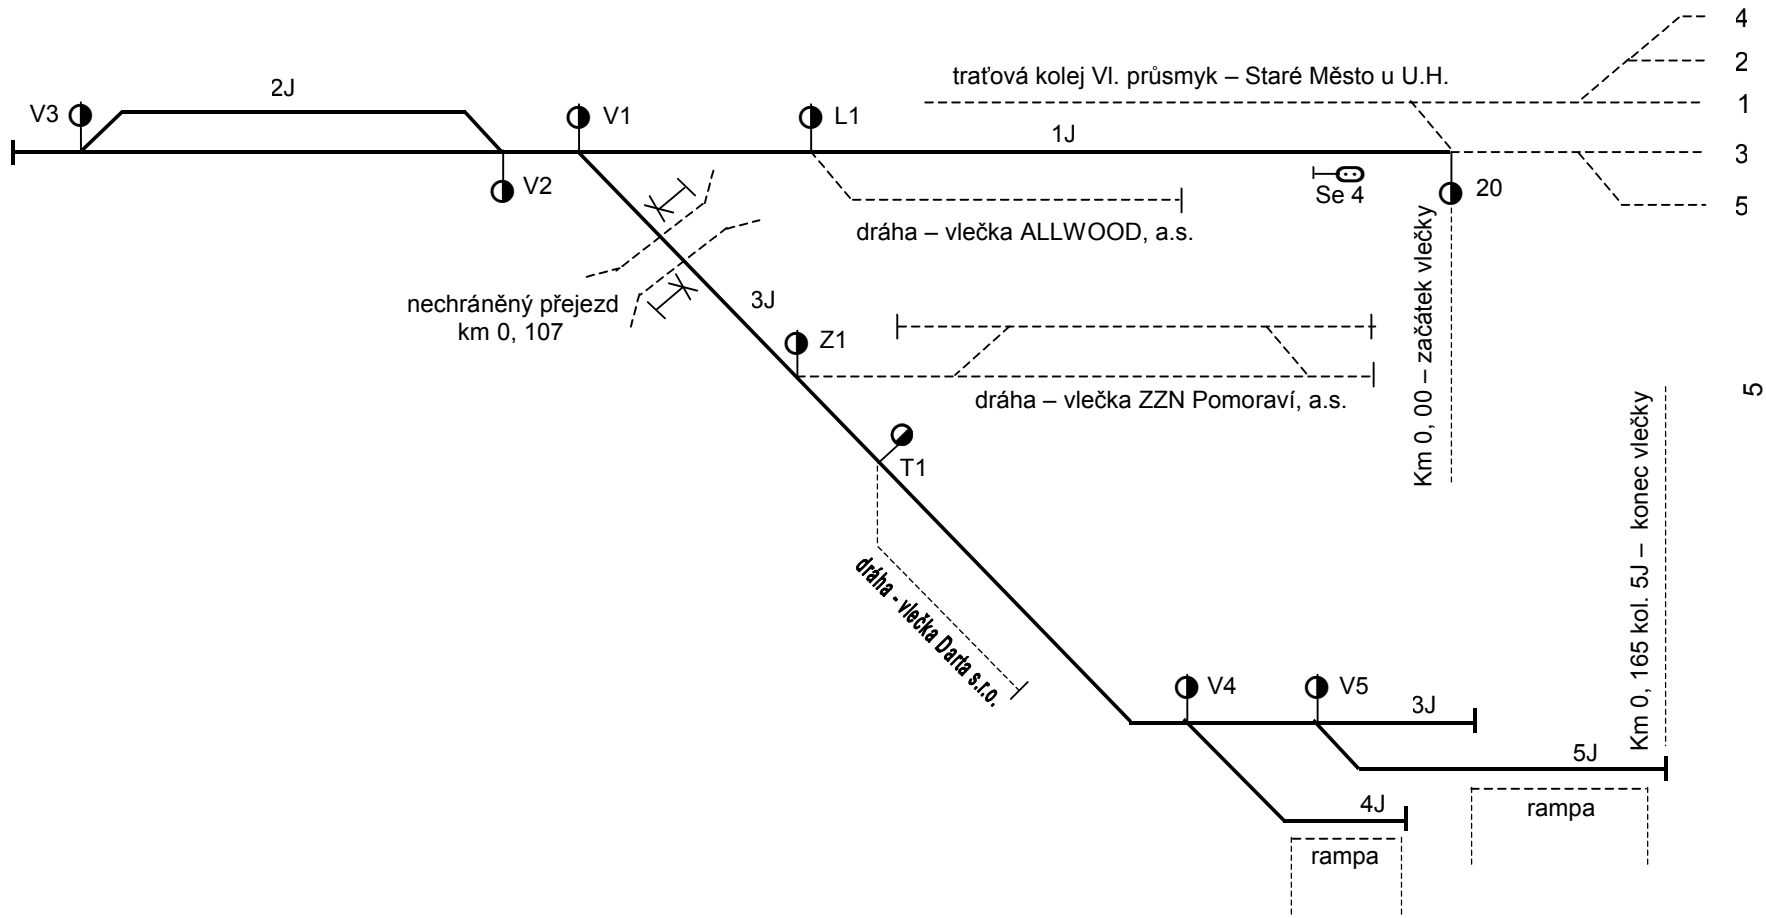 4
traťová kolej Vl. průsmyk – Staré Město u U.H.
2
2J
V3
V1
L1
1
1J
3
V2
Se 4
20
5
dráha – vlečka ALLWOOD, a.s.
nechráněný přejezd
km 0, 107
3J
Z1
dráha – vlečka ZZN Pomoraví, a.s.
Km 0, 00 – začátek vlečky
5
T1
dráha - vlečka Darta s.r.o.
Km 0, 165 kol. 5J – konec vlečky
V4
V5
3J
5J
4J
rampa
rampa